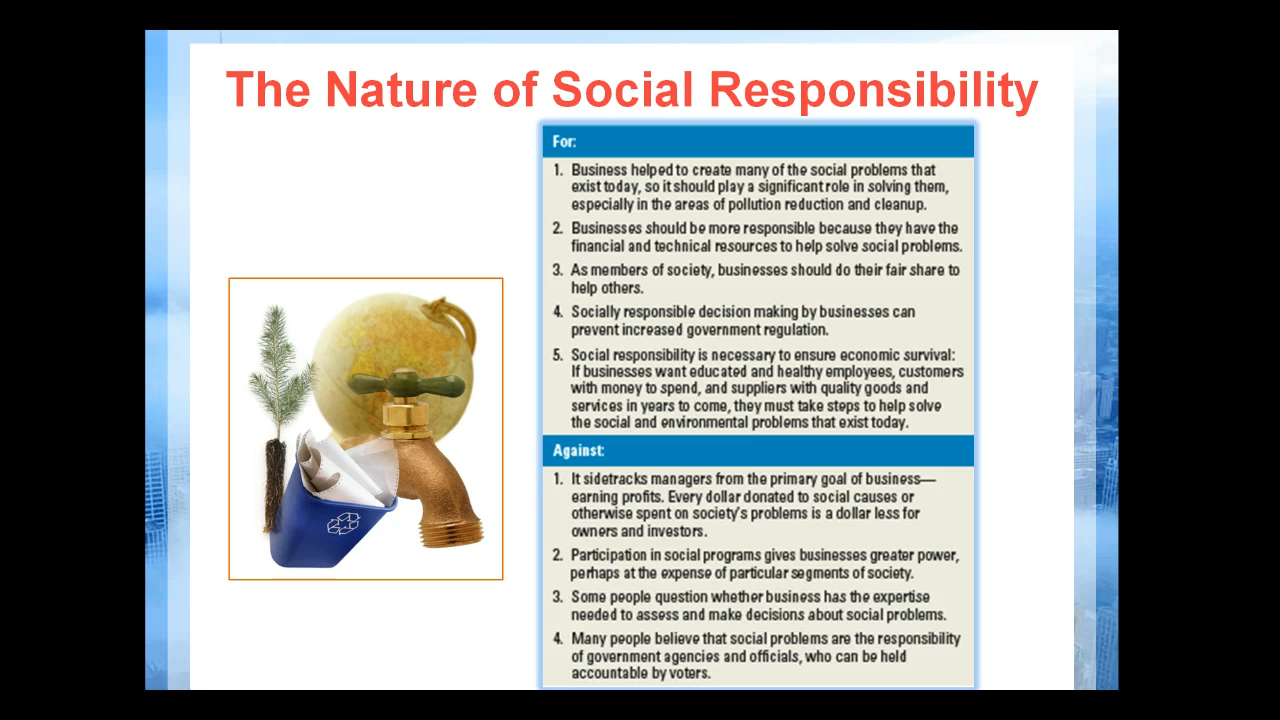 The Nature of Social Responsibility
For:
1. Business helped to create many of the social problems that
exist today, so it should play a significant role in solving them,
especially in the areas of pollution reduction and cleanup.
2. Businesses should be more responsible because they have the
financial and technical resources to help solve social problems.
3. As members of society, businesses should do their fair share to
help others.
4. Socially responsible decision making by businesses can
prevent increased government regulation.
5. Social responsibility is necessary to ensure economic survival:
If businesses want educated and healthy employees, customers
with money to spend, and suppliers with quality goods and
services in years to come, they must take steps to help solve
the social and environmental problems that exist today.
Against:
1. It sidetracks managers from the primary goal of business—
earning profits. Every dollar donated to social causes or
otherwise spent on society's problems is a dollar less for
owners and investors.
2. Participation in social programs gives businesses greater power,
perhaps at the expense of particular segments of society.
3. Some people question whether business has the expertise
needed to assess and make decisions about social problems.
4. Many people believe that social problems are the responsibility
of government agencies and officials, who can be held
accountable by voters.